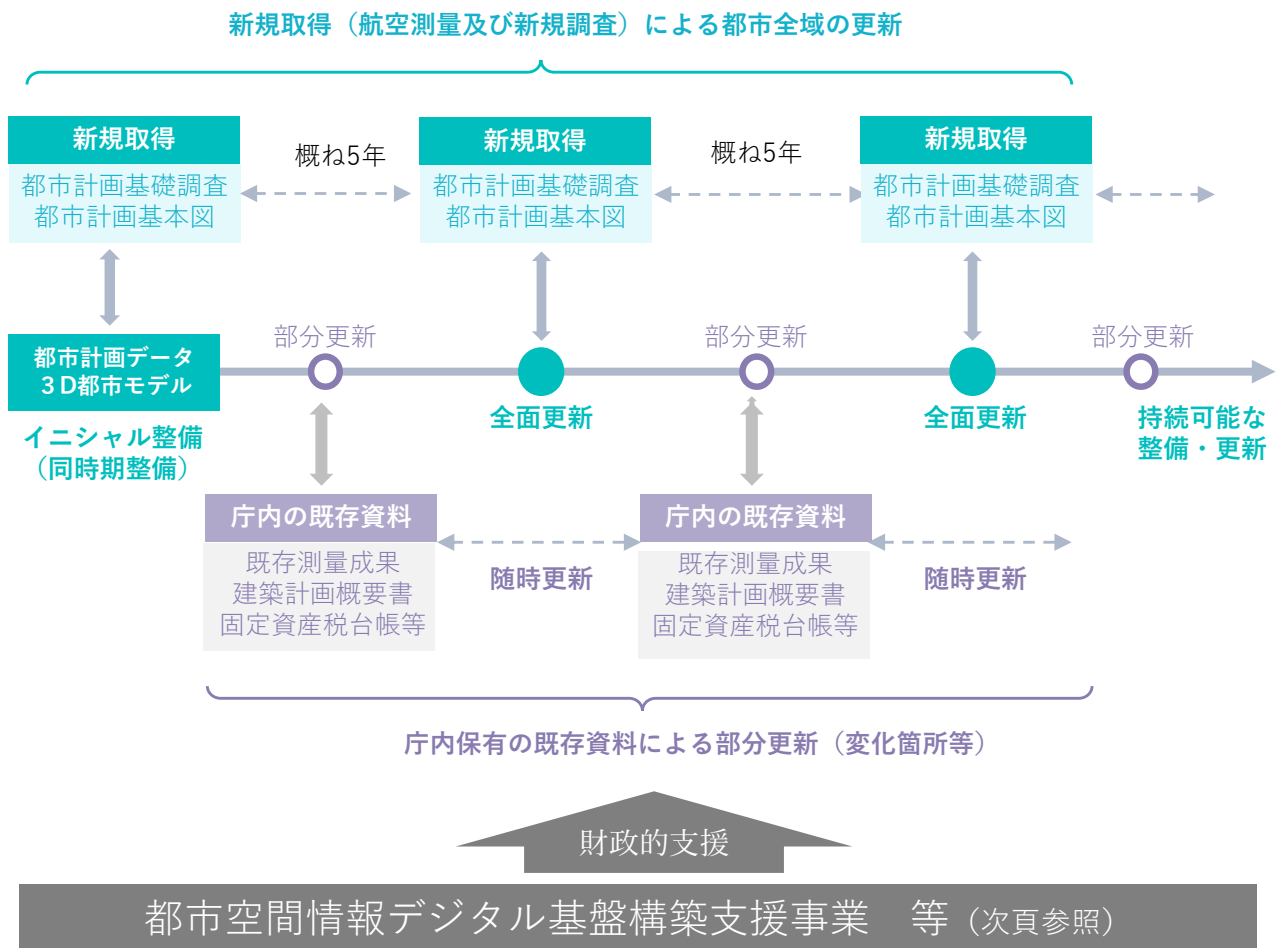 新規取得（航空測量及び新規調査）による都市全域の更新
新規取得
都市計画基礎調査
都市計画基本図
概ね5年
新規取得
都市計画基礎調査
都市計画基本図
概ね5年
新規取得
都市計画基礎調査
都市計画基本図
都市計画データ
３D都市モデル
イニシャル整備
（同時期整備）
部分更新
全面更新
部分更新
全面更新
部分更新
持続可能な
整備・更新
庁内の既存資料
既存測量成果
建築計画概要書
固定資産税台帳等
随時更新
庁内の既存資料
既存測量成果
建築計画概要書
固定資産税台帳等
随時更新
庁内保有の既存資料による部分更新（変化箇所等）
財政的支援
都市空間情報デジタル基盤構築支援事業　等（次頁参照）